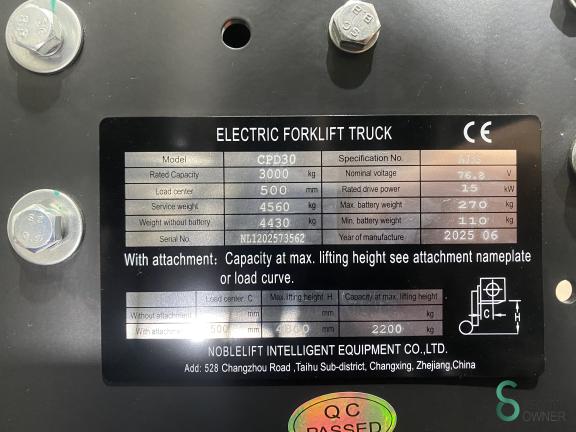 ELECTRIC FORKLIFT TRUCK CE
Model CPD30 Specification No.
Rated Capacity 3000 kg Nominal voltage 76.8 V
Load center 500 mm Rated drive power 15 kW
Service weight 4560 kg Max. battery weight 270 kg
Weight without battery 4430 kg Min. battery weight 110 kg
Serial No. NL1202573562 Year of manufacture 2025 06
With attachment: Capacity at max. lifting height see attachment nameplate
or load curve.
Load center C Max. lifting height H Capacity at max. lifting height
Without attachment mm mm kg
With attachment 500 mm mm 2200 kg
C H
NOBLELIFT INTELLIGENT EQUIPMENT CO.,LTD.
Add: 528 Changzhou Road ,Taihu Sub-district, Changxing, Zhejiang,China
QC
PASSED
OWNER